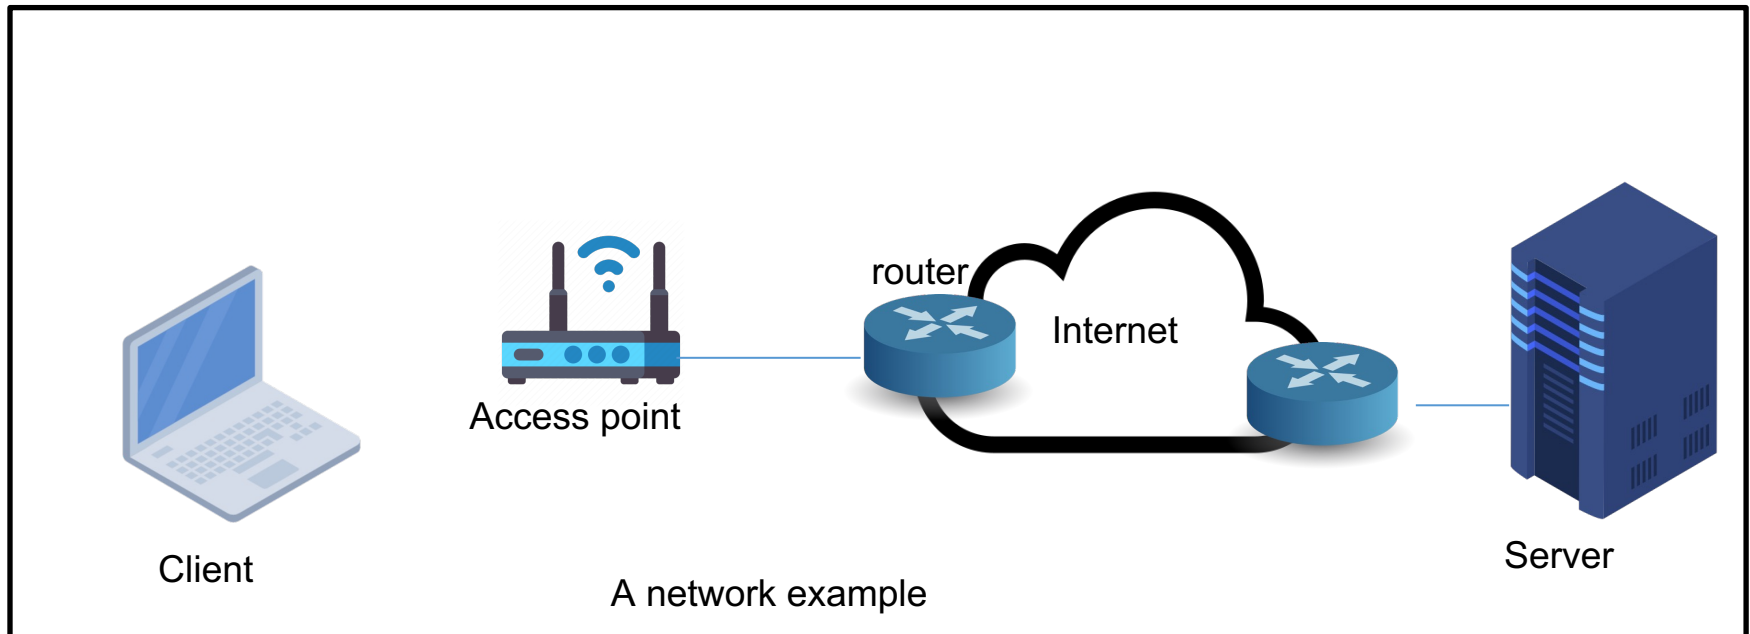 router
Internet
Access point
Client
Server
A network example